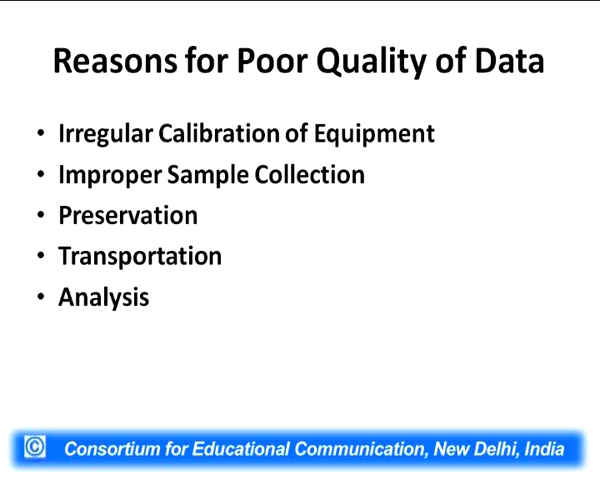 Reasons for Poor Quality of Data
• Irregular Calibration of Equipment
• Improper Sample Collection
• Preservation
• Transportation
• Analysis
© Consortium for Educational Communication, New Delhi, India